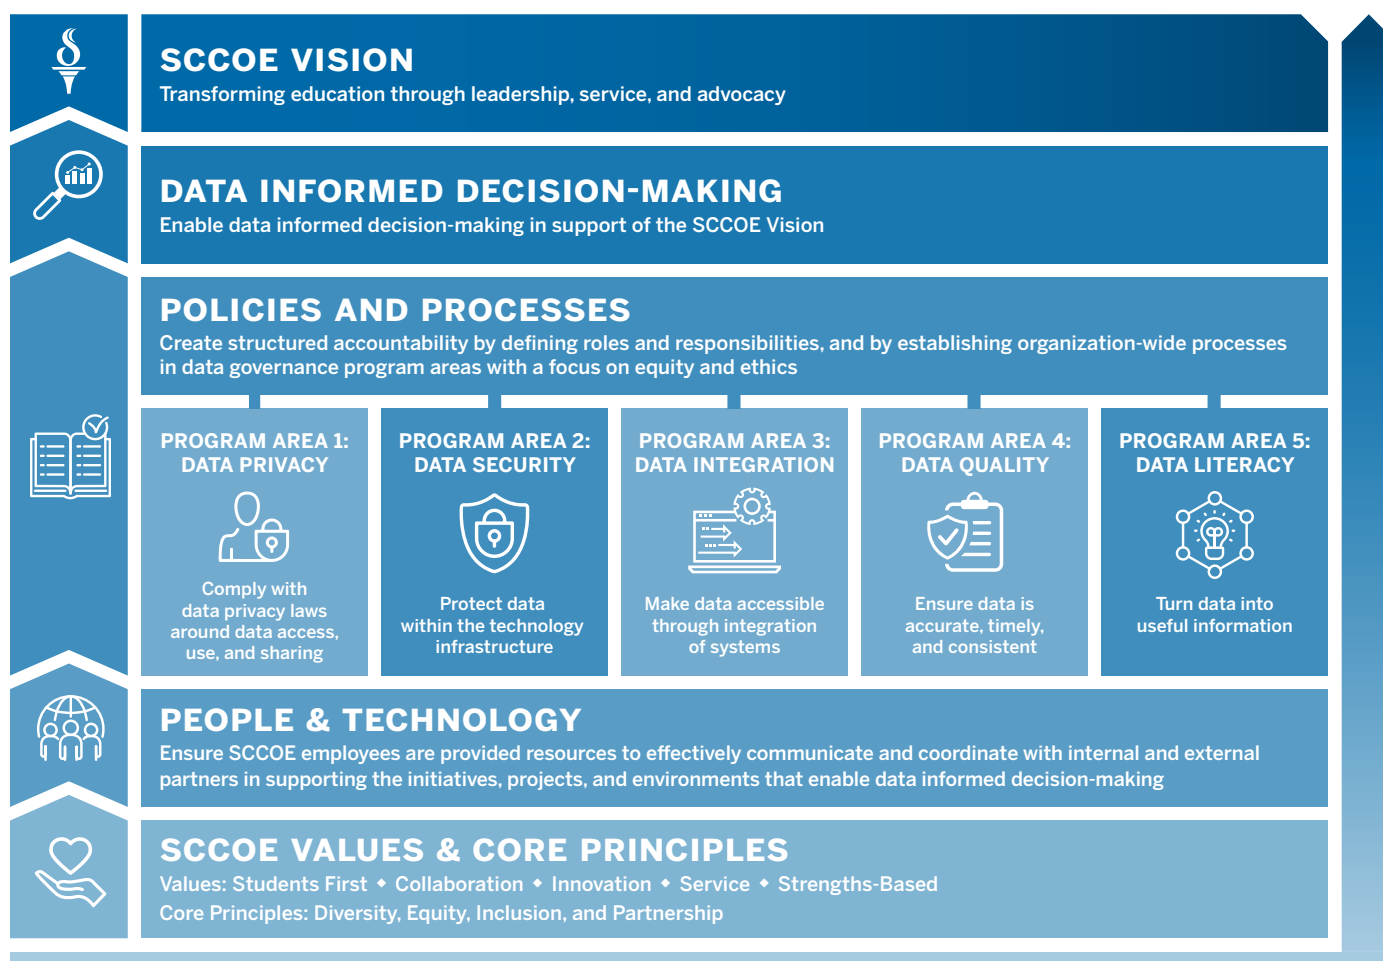 SCCOE VISION
Transforming education through leadership, service, and advocacy
DATA INFORMED DECISION-MAKING
Enable data informed decision-making in support of the SCCOE Vision
POLICIES AND PROCESSES
Create structured accountability by defining roles and responsibilities, and by establishing organization-wide processes
in data governance program areas with a focus on equity and ethics
PROGRAM AREA 1:
DATA PRIVACY
Comply with
data privacy laws
around data access,
use, and sharing
PROGRAM AREA 2:
DATA SECURITY
Protect data
within the technology
infrastructure
PROGRAM AREA 3:
DATA INTEGRATION
Make data accessible
through integration
of systems
PROGRAM AREA 4:
DATA QUALITY
Ensure data is
accurate, timely,
and consistent
PROGRAM AREA 5:
DATA LITERACY
Turn data into
useful information
PEOPLE & TECHNOLOGY
Ensure SCCOE employees are provided resources to effectively communicate and coordinate with internal and external
partners in supporting the initiatives, projects, and environments that enable data informed decision-making
SCCOE VALUES & CORE PRINCIPLES
Values: Students First ◆ Collaboration ◆ Innovation ◆ Service ◆ Strengths-Based
Core Principles: Diversity, Equity, Inclusion, and Partnership